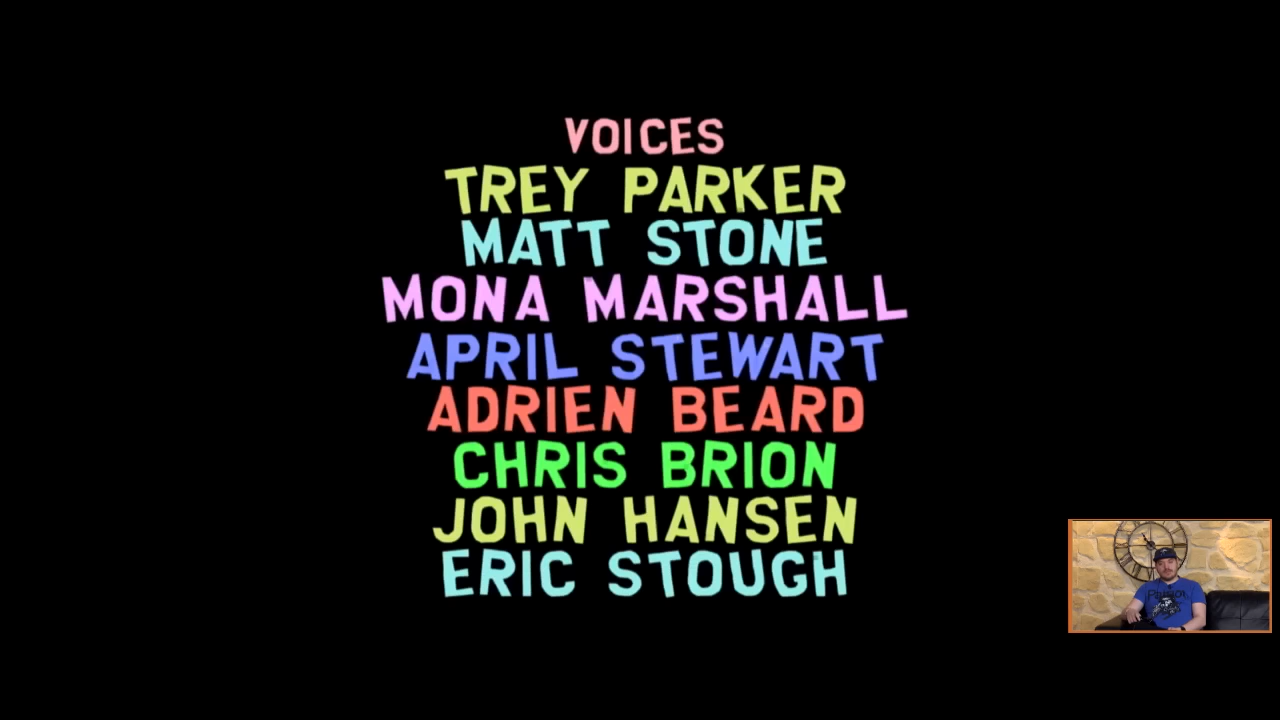 VOICES
TREY PARKER
MATT STONE
MONA MARSHALL
APRIL STEWART
ADRIEN BEARD
CHRIS BRION
JOHN HANSEN
ERIC STOUGH